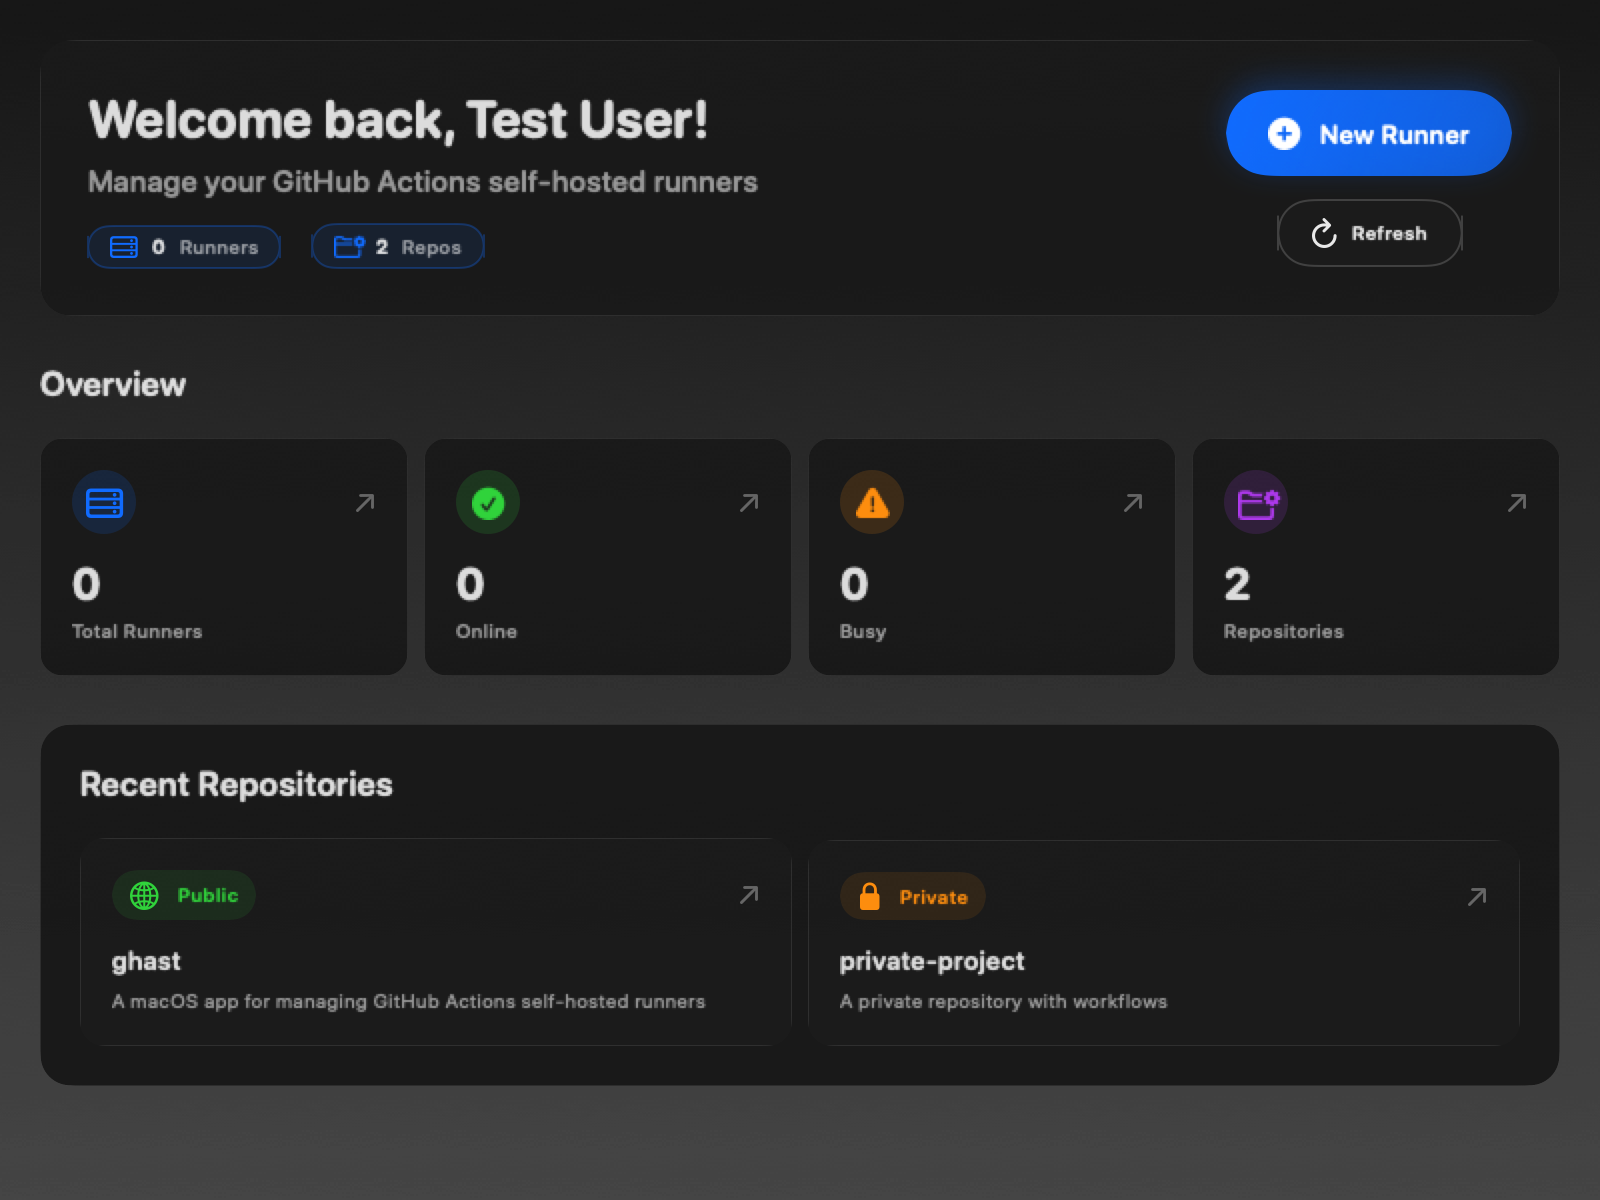 Welcome back, Test User!
Manage your GitHub Actions self-hosted runners
0 Runners
2 Repos
New Runner
Refresh
Overview
0
Total Runners
0
Online
0
Busy
2
Repositories
Recent Repositories
Public
ghast
A macOS app for managing GitHub Actions self-hosted runners
Private
private-project
A private repository with workflows